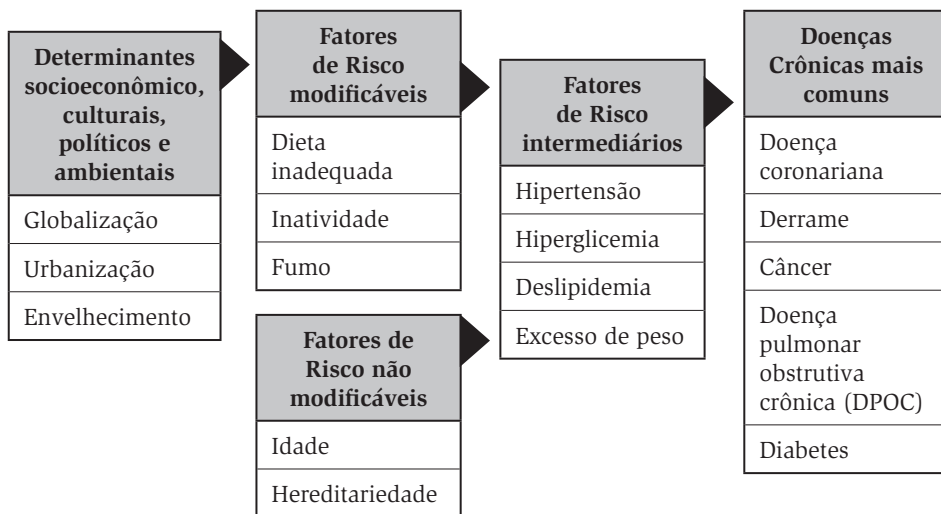 Determinantes
socioeconômico,
culturais,
políticos e
ambientais
Globalização
Urbanização
Envelhecimento
Fatores
de Risco
modificáveis
Dieta
inadequada
Inatividade
Fumo
Fatores de
Risco não
modificáveis
Idade
Hereditariedade
Fatores
de Risco
intermediários
Hipertensão
Hiperglicemia
Deslipidemia
Excesso de peso
Doenças
Crônicas mais
comuns
Doença
coronariana
Derrame
Câncer
Doença
pulmonar
obstrutiva
crônica (DPOC)
Diabetes